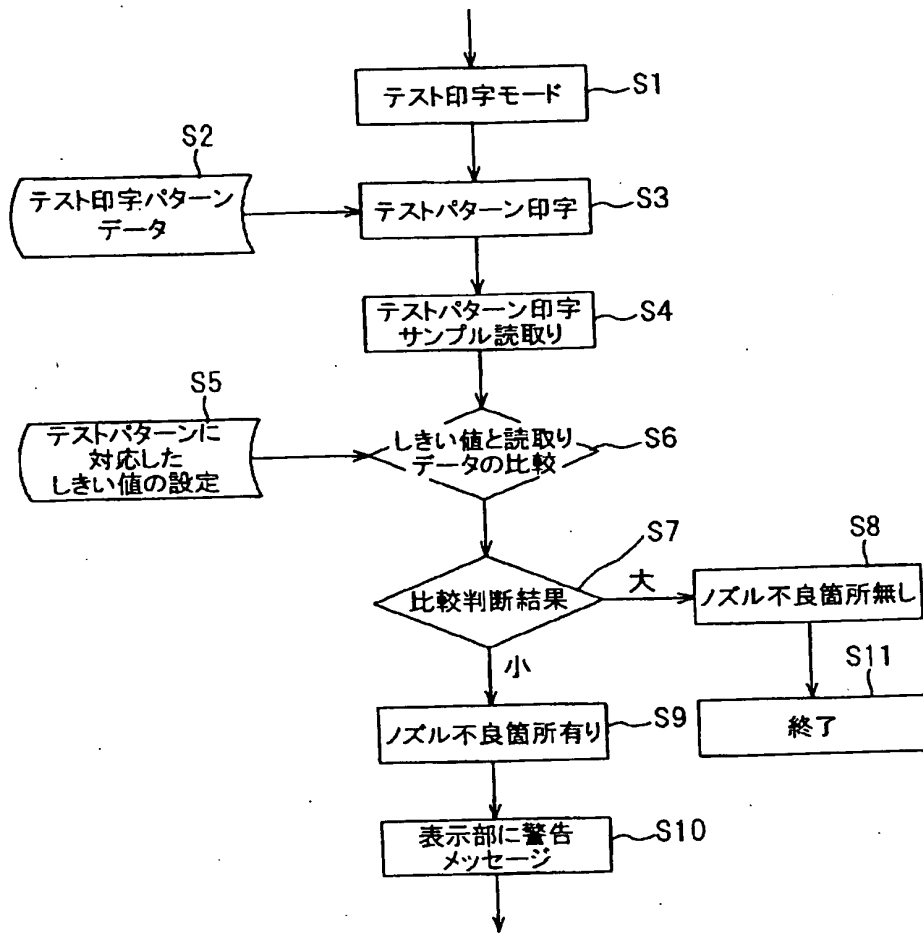 テスト印字モード
S1
S2
テスト印字パターン
データ
テストパターン印字
S3
テストパターン印字
サンプル読取り
S4
S5
テストパターンに
対応した
しきい値の設定
しきい値と読取り
データの比較
S6
S7
比較判断結果
大
S8
ノズル不良箇所無し
小
S11
終了
ノズル不良箇所有り
S9
表示部に警告
メッセージ
S10